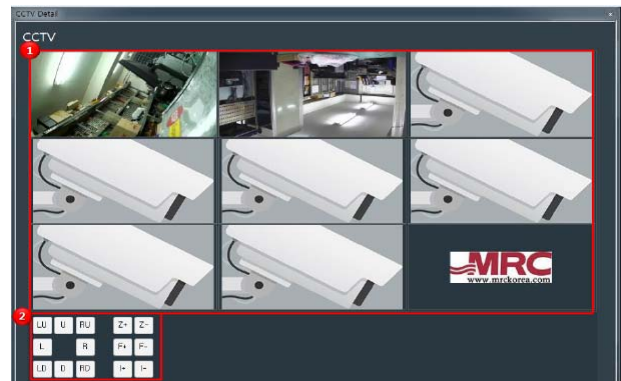 CCTV Detail
x
CCTV
1
MRC
www.mrckorea.com
2
LU U RU Z+ Z-
L R F+ F-
LD D RD I+ I-